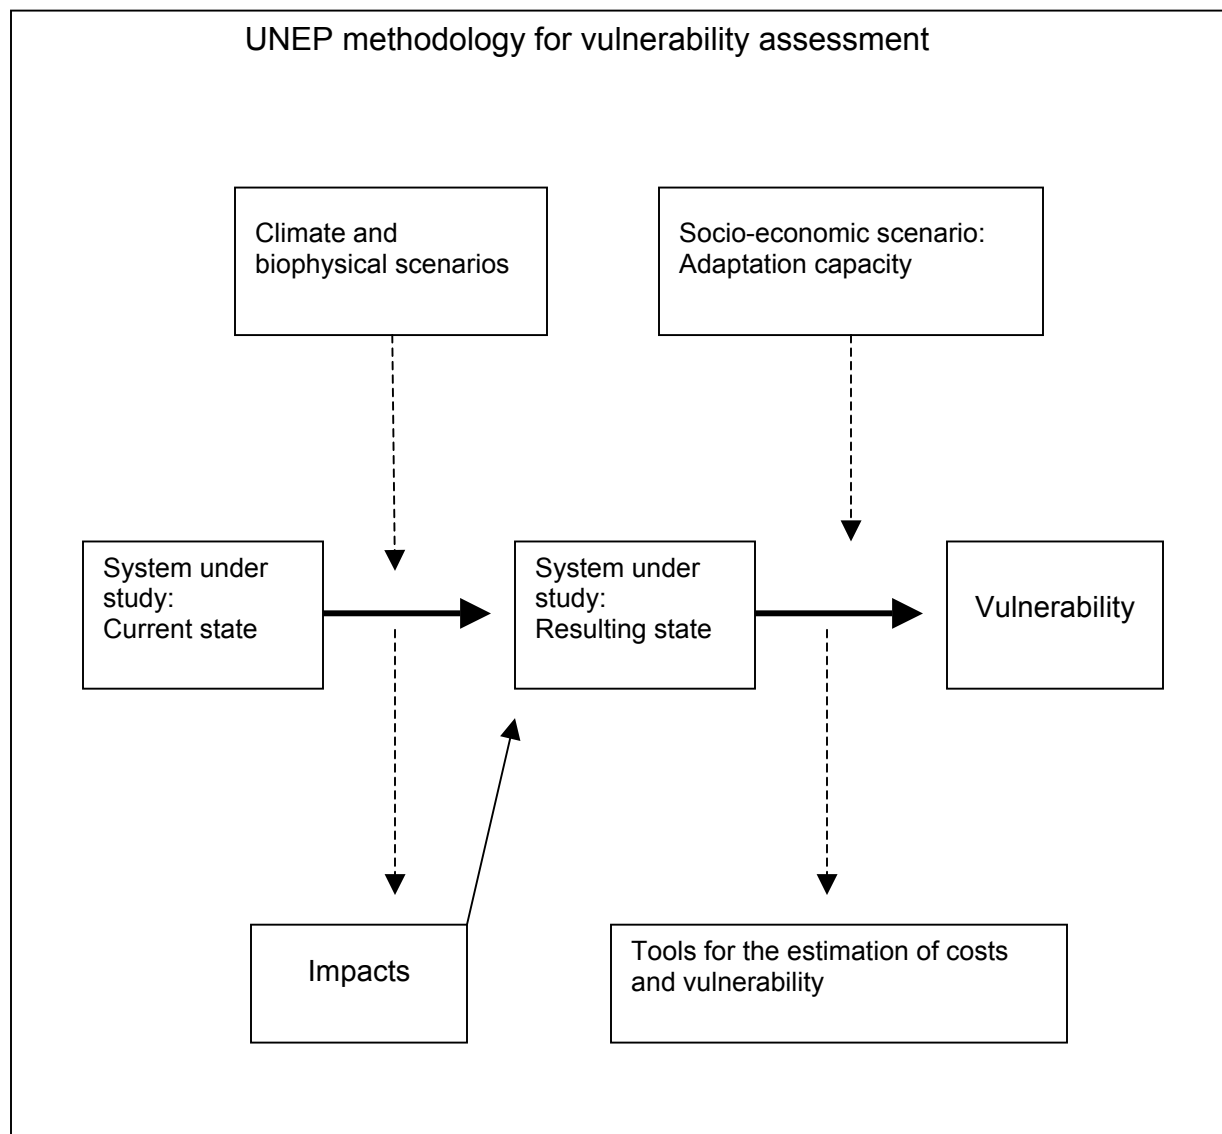 UNEP methodology for vulnerability assessment
Climate and
biophysical scenarios
Socio-economic scenario:
Adaptation capacity
System under
study:
Current state
System under
study:
Resulting state
Vulnerability
Impacts
Tools for the estimation of costs
and vulnerability